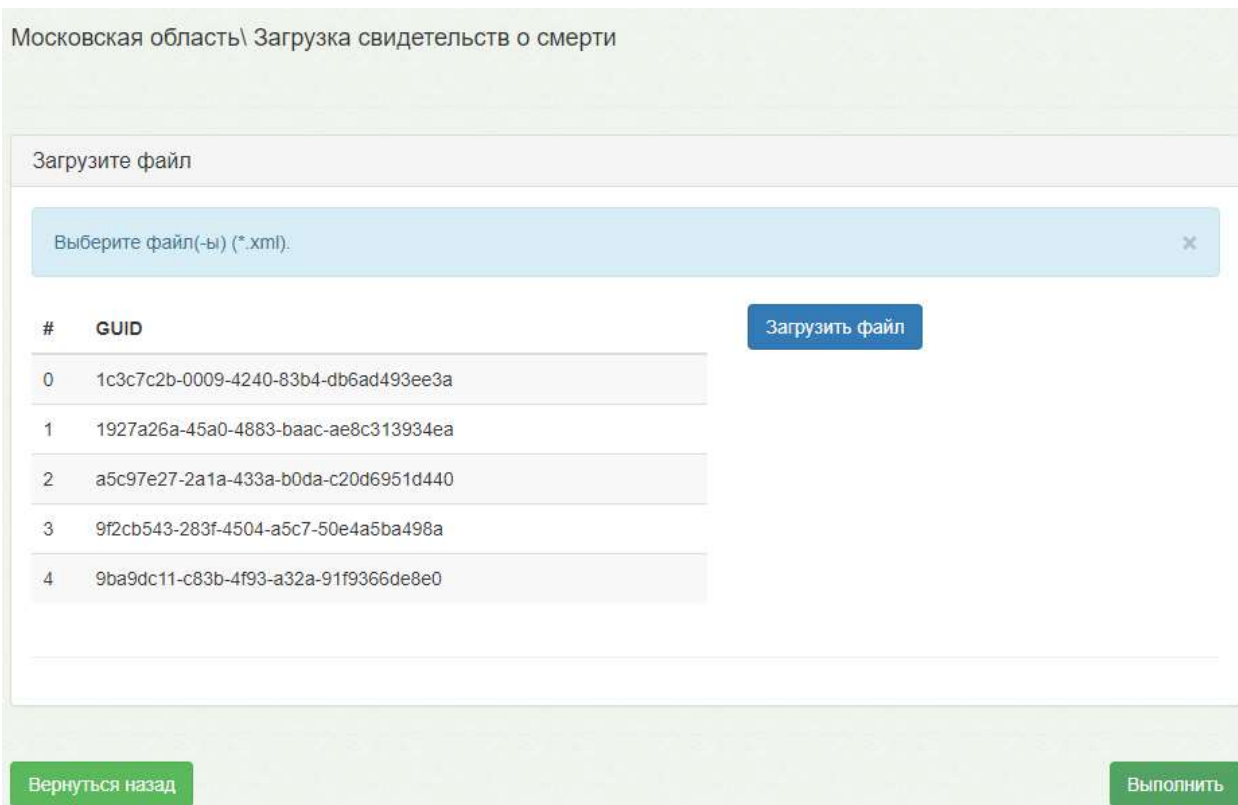 Московская область\ Загрузка свидетельств о смерти
Загрузите файл
Выберите файл(-ы) (*.xml). ×
# GUID
Загрузить файл
0 1c3c7c2b-0009-4240-83b4-db6ad493ee3a
1 1927a26a-45a0-4883-baac-ae8c313934ea
2 a5c97e27-2a1a-433a-b0da-c20d6951d440
3 9f2cb543-283f-4504-a5c7-50e4a5ba498a
4 9ba9dc11-c83b-4f93-a32a-91f9366de8e0
Вернуться назад
Выполнить